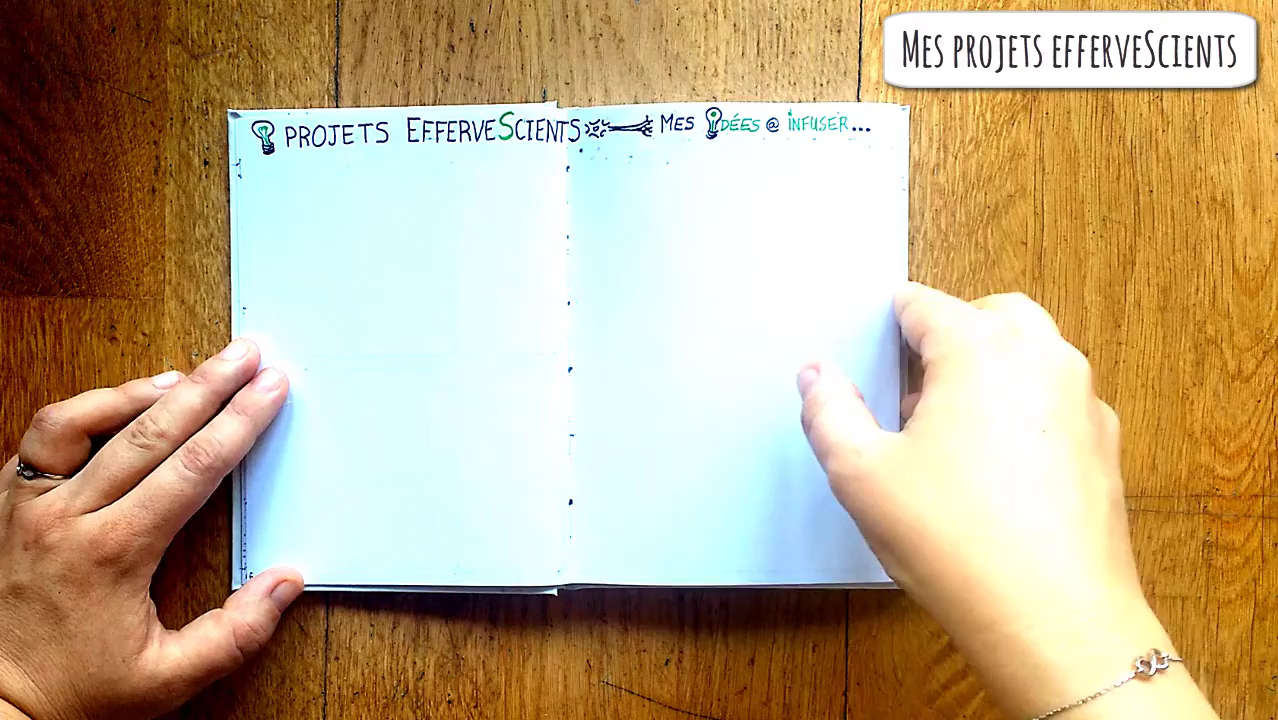 MES PROJETS EFFERVESCIENTS
PROJETS EFFERVESCIENTS MES IDÉES @ INFUSER...